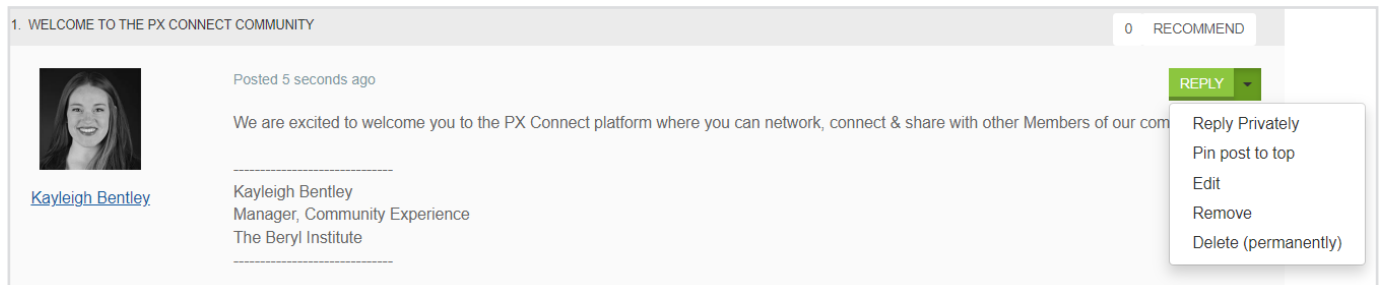 1. WELCOME TO THE PX CONNECT COMMUNITY
0 RECOMMEND
Posted 5 seconds ago
REPLY
We are excited to welcome you to the PX Connect platform where you can network, connect & share with other Members of our com
Reply Privately
Pin post to top
Edit
Remove
Delete (permanently)
Kayleigh Bentley
------------------------------
Kayleigh Bentley
Manager, Community Experience
The Beryl Institute
------------------------------